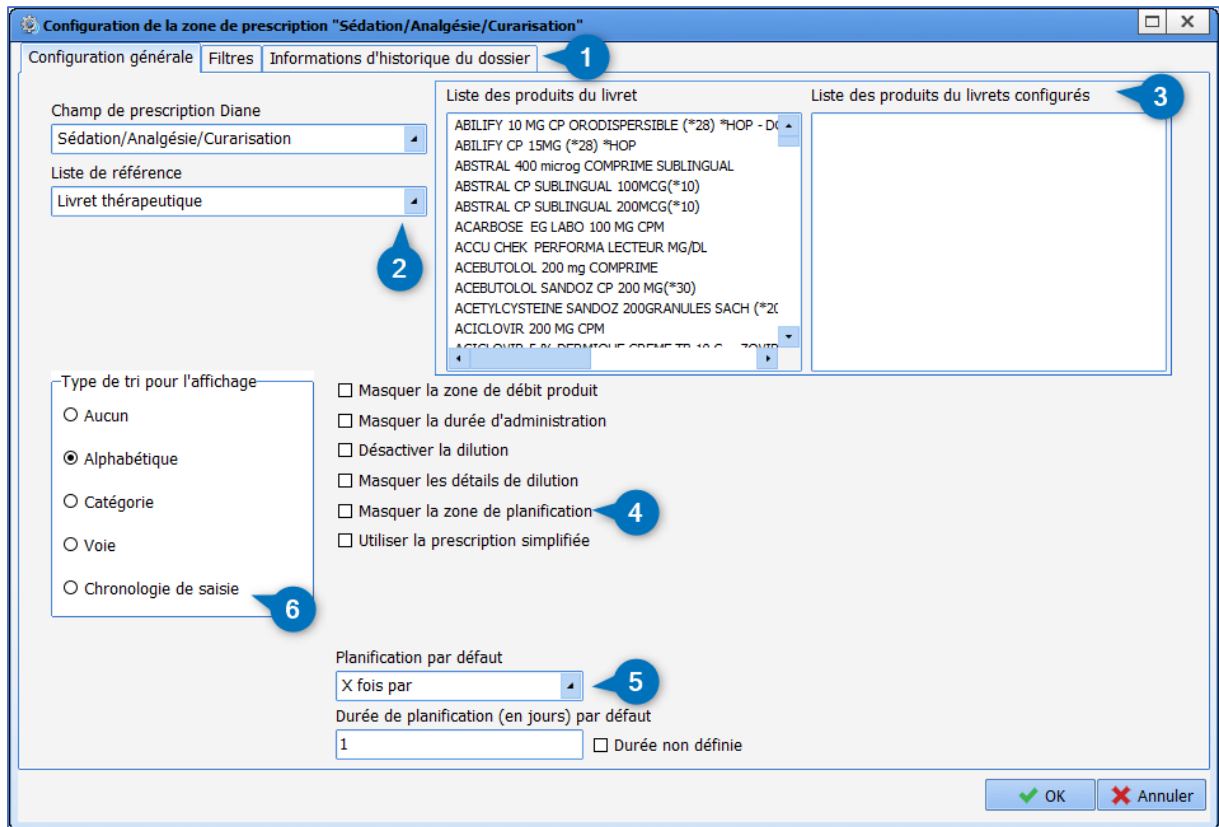 Configuration de la zone de prescription "Sédation/Analgésie/Curarisation"
Configuration générale
Filtres
Informations d'historique du dossier
1
Champ de prescription Diane
Sédation/Analgésie/Curarisation
Liste de référence
Livret thérapeutique
2
Liste des produits du livret
ABILIFY 10 MG CP ORODISPERSIBLE (*28) *HOP - D
ABILIFY CP 15MG (*28) *HOP
ABSTRAL 400 microg COMPRIME SUBLINGUAL
ABSTRAL CP SUBLINGUAL 100MCG(*10)
ABSTRAL CP SUBLINGUAL 200MCG(*10)
ACARBOSE EG LABO 100 MG CPM
ACCU CHEK PERFORMA LECTEUR MG/DL
ACEBUTOLOL 200 mg COMPRIME
ACEBUTOLOL SANDOZ CP 200 MG(*30)
ACETYLCYSTEINE SANDOZ 200GRANULES SACH (*20
ACICLOVIR 200 MG CPM
ACICLOVIR 5 % DERMIQUE CREME TB 10 G
Liste des produits du livrets configurés
3
Type de tri pour l'affichage
Aucun
Alphabétique
Catégorie
Voie
Chronologie de saisie
6
Masquer la zone de débit produit
Masquer la durée d'administration
Désactiver la dilution
Masquer les détails de dilution
Masquer la zone de planification
4
Utiliser la prescription simplifiée
Planification par défaut
X fois par
5
Durée de planification (en jours) par défaut
1
Durée non définie
OK
Annuler